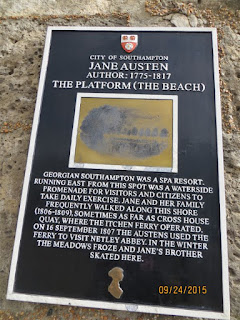 CITY OF SOUTHAMPTON
JANE AUSTEN
AUTHOR: 1775-1817
THE PLATFORM (THE BEACH)
GEORGIAN SOUTHAMPTON WAS A SPA RESORT.
RUNNING EAST FROM THIS SPOT WAS A WATERSIDE
PROMENADE FOR VISITORS AND CITIZENS TO
TAKE DAILY EXERCISE. JANE AND HER FAMILY
FREQUENTLY WALKED ALONG THIS SHORE
(1806-1809), SOMETIMES AS FAR AS CROSS HOUSE
QUAY, WHERE THE ITCHEN FERRY OPERATED.
ON 16 SEPTEMBER 1807 THE AUSTENS USED THE
FERRY TO VISIT NETLEY ABBEY. IN THE WINTER
THE MEADOWS FROZE AND JANE'S BROTHER
SKATED HERE.
09/24/2015